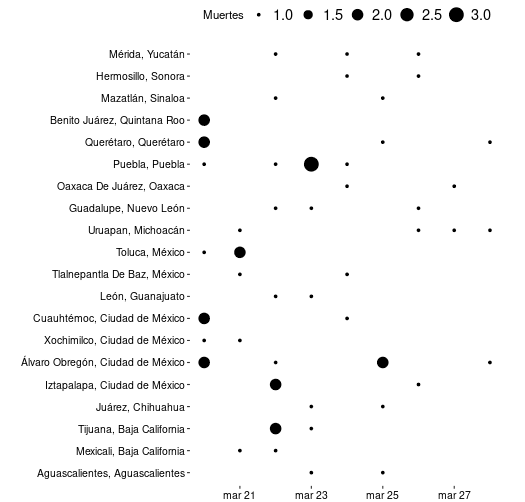 Muertes 1.0 1.5 2.0 2.5 3.0
Mérida, Yucatán
Hermosillo, Sonora
Mazatlán, Sinaloa
Benito Juárez, Quintana Roo
Querétaro, Querétaro
Puebla, Puebla
Oaxaca De Juárez, Oaxaca
Guadalupe, Nuevo León
Uruapan, Michoacán
Toluca, México
Tlalnepantla De Baz, México
León, Guanajuato
Cuauhtémoc, Ciudad de México
Xochimilco, Ciudad de México
Álvaro Obregón, Ciudad de México
Iztapalapa, Ciudad de México
Juárez, Chihuahua
Tijuana, Baja California
Mexicali, Baja California
Aguascalientes, Aguascalientes
mar 21 mar 23 mar 25 mar 27